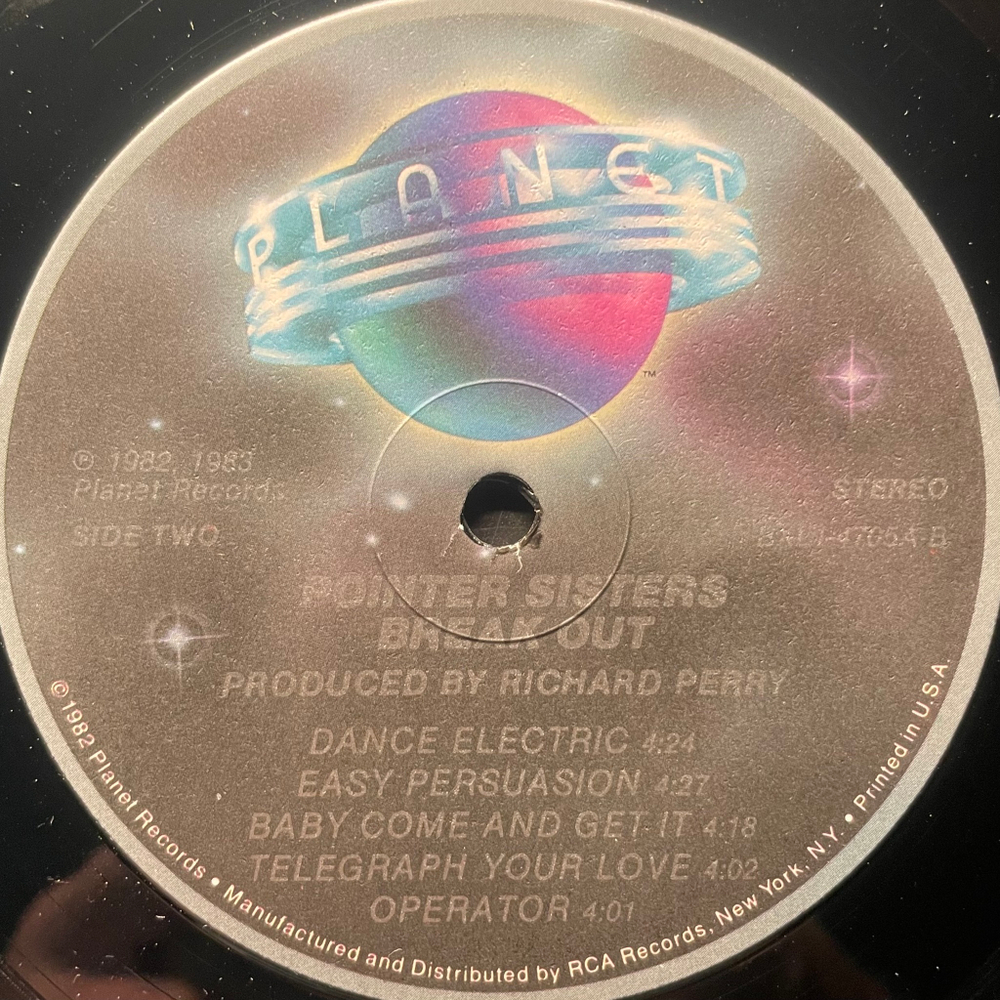 PLANET
™
℗ 1982, 1983
Planet Records
STEREO
SIDE TWO
BXL1-4705A-B
POINTER SISTERS
BREAK OUT
PRODUCED BY RICHARD PERRY
DANCE ELECTRIC 4:24
EASY PERSUASION 4:27
BABY COME AND GET IT 4:18
TELEGRAPH YOUR LOVE 4:02
OPERATOR 4:01
©1982 Planet Records • Manufactured and Distributed by RCA Records, New York, N.Y. • Printed in U.S.A.